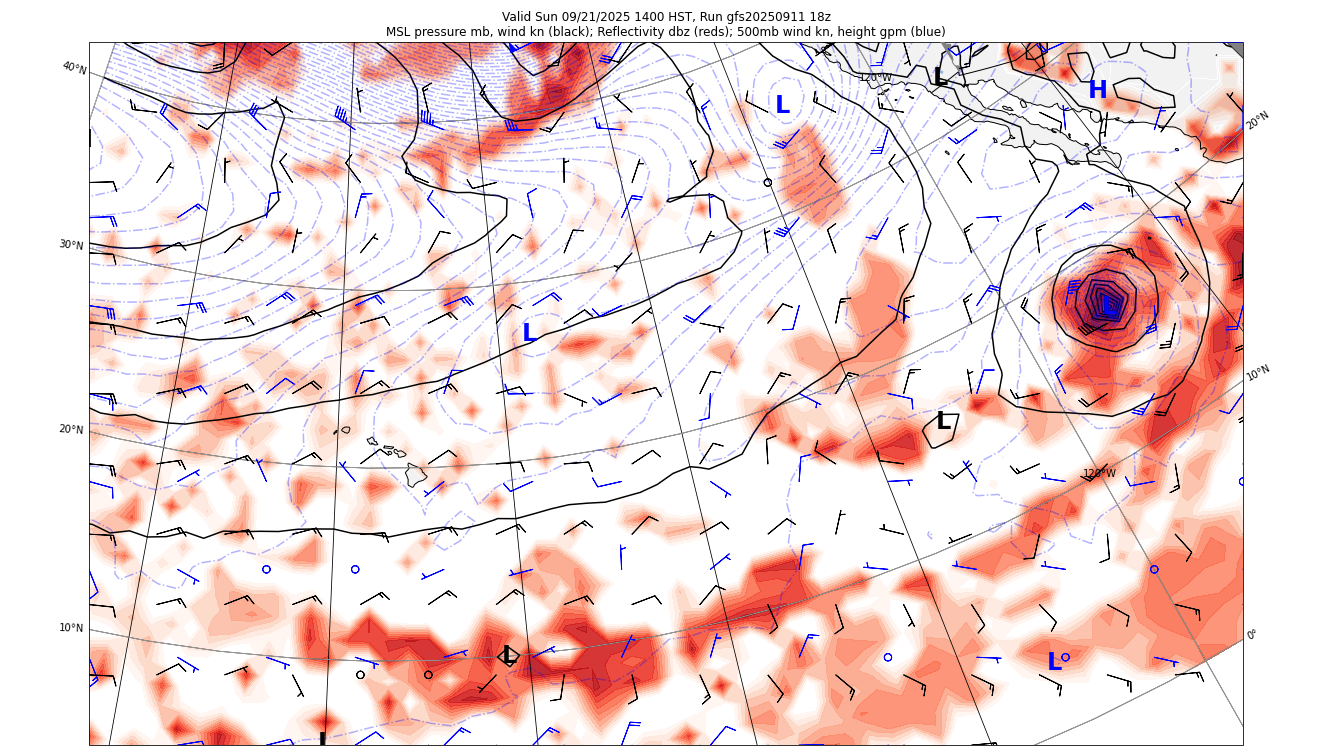 Valid Sun 09/21/2025 1400 HST, Run gfs20250911 18z
MSL pressure mb, wind kn (black); Reflectivity dbz (reds); 500mb wind kn, height gpm (blue)
40°N
120°W
L
H
L
20°N
30°N
L
L
10°N
20°N
L
120°W
10°N
0°
L
L
L